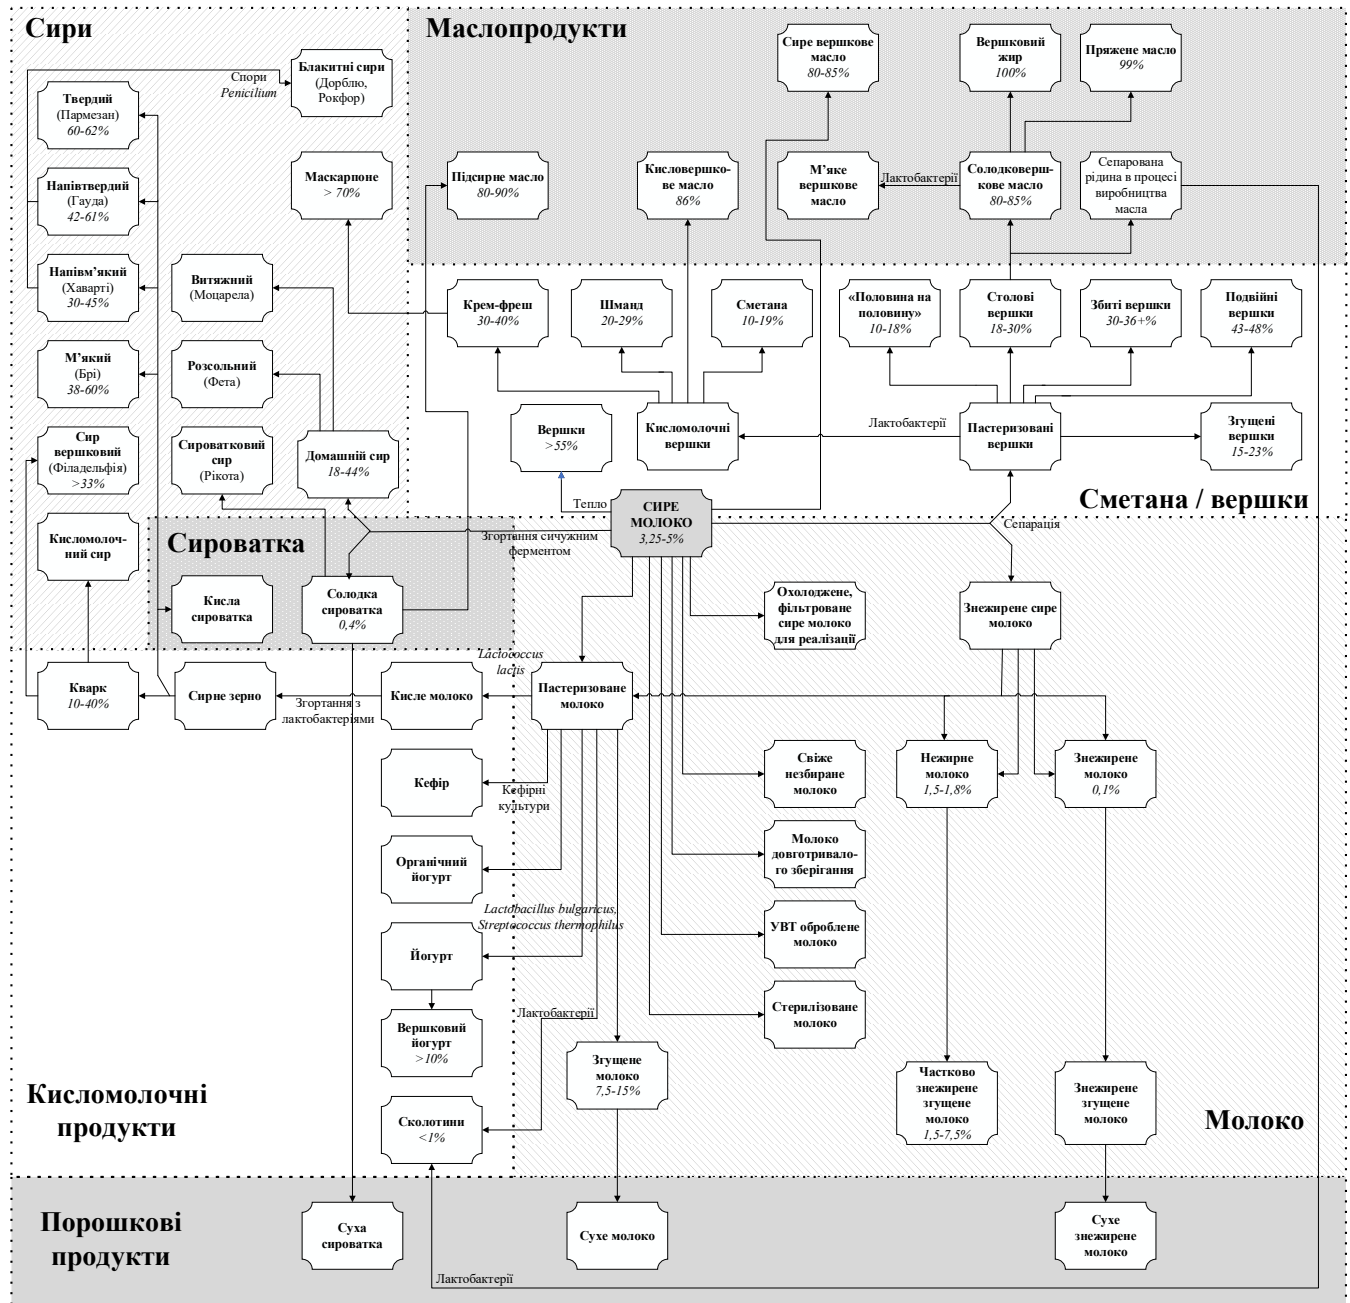 Сири
Маслопродукти
Блакитні сири
(Дорблю,
Рокфор)
Спори
Penicilium
Твердий
(Пармезан)
60-62%
Сире вершкове
масло
80-85%
Вершковий
жир
100%
Пряжене масло
99%
Напівтвердий
(Гауда)
42-61%
Маскарпоне
> 70%
Підсирне масло
80-90%
Кисловершко-
ве масло
86%
М’яке
вершкове
масло
Лактобактерії
Солодковерш-
кове масло
80-85%
Сепарована
рідина в процесі
виробництва
масла
Напівм’який
(Хаварті)
30-45%
Витяжний
(Моцарела)
Крем-фреш
30-40%
Шманд
20-29%
Сметана
10-19%
«Половина на
половину»
10-18%
Столові
вершки
18-30%
Збиті вершки
30-36+%
Подвійні
вершки
43-48%
М’який
(Брі)
38-60%
Розсольний
(Фета)
Сир
вершковий
(Філадельфія)
>33%
Сироватковий
сир
(Рікота)
Домашній сир
18-44%
Вершки
>55%
Кисломолочні
вершки
Лактобактерії
Пастеризовані
вершки
Згущені
вершки
15-23%
Сметана / вершки
Тепло
СИРЕ
МОЛОКО
3,25-5%
Сепарація
Згортання сичужним
ферментом
Кисломолоч-
ний сир
Сироватка
Кисла
сироватка
Солодка
сироватка
0,4%
Охолоджене,
фільтроване
сире молоко
для реалізації
Знежирене сире
молоко
Lactococcus
lactis
Кварк
10-40%
Сирне зерно
Згортання з
лактобактеріями
Кисле молоко
Пастеризоване
молоко
Кефір
Кефірні
культури
Свіже
незбиране
молоко
Нежирне
молоко
1,5-1,8%
Знежирене
молоко
0,1%
Органічний
йогурт
Молоко
довготривало-
го зберігання
Lactobacillus bulgaricus,
Streptococcus thermophilus
Йогурт
УВТ оброблене
молоко
Вершковий
йогурт
>10%
Лактобактерії
Стерилізоване
молоко
Згущене
молоко
7,5-15%
Частково
знежирене
згущене
молоко
1,5-7,5%
Знежирене
згущене
молоко
Кисломолочні
продукти
Сколотини
<1%
Молоко
Порошкові
продукти
Суха
сироватка
Сухе молоко
Сухе
знежирене
молоко
Лактобактерії